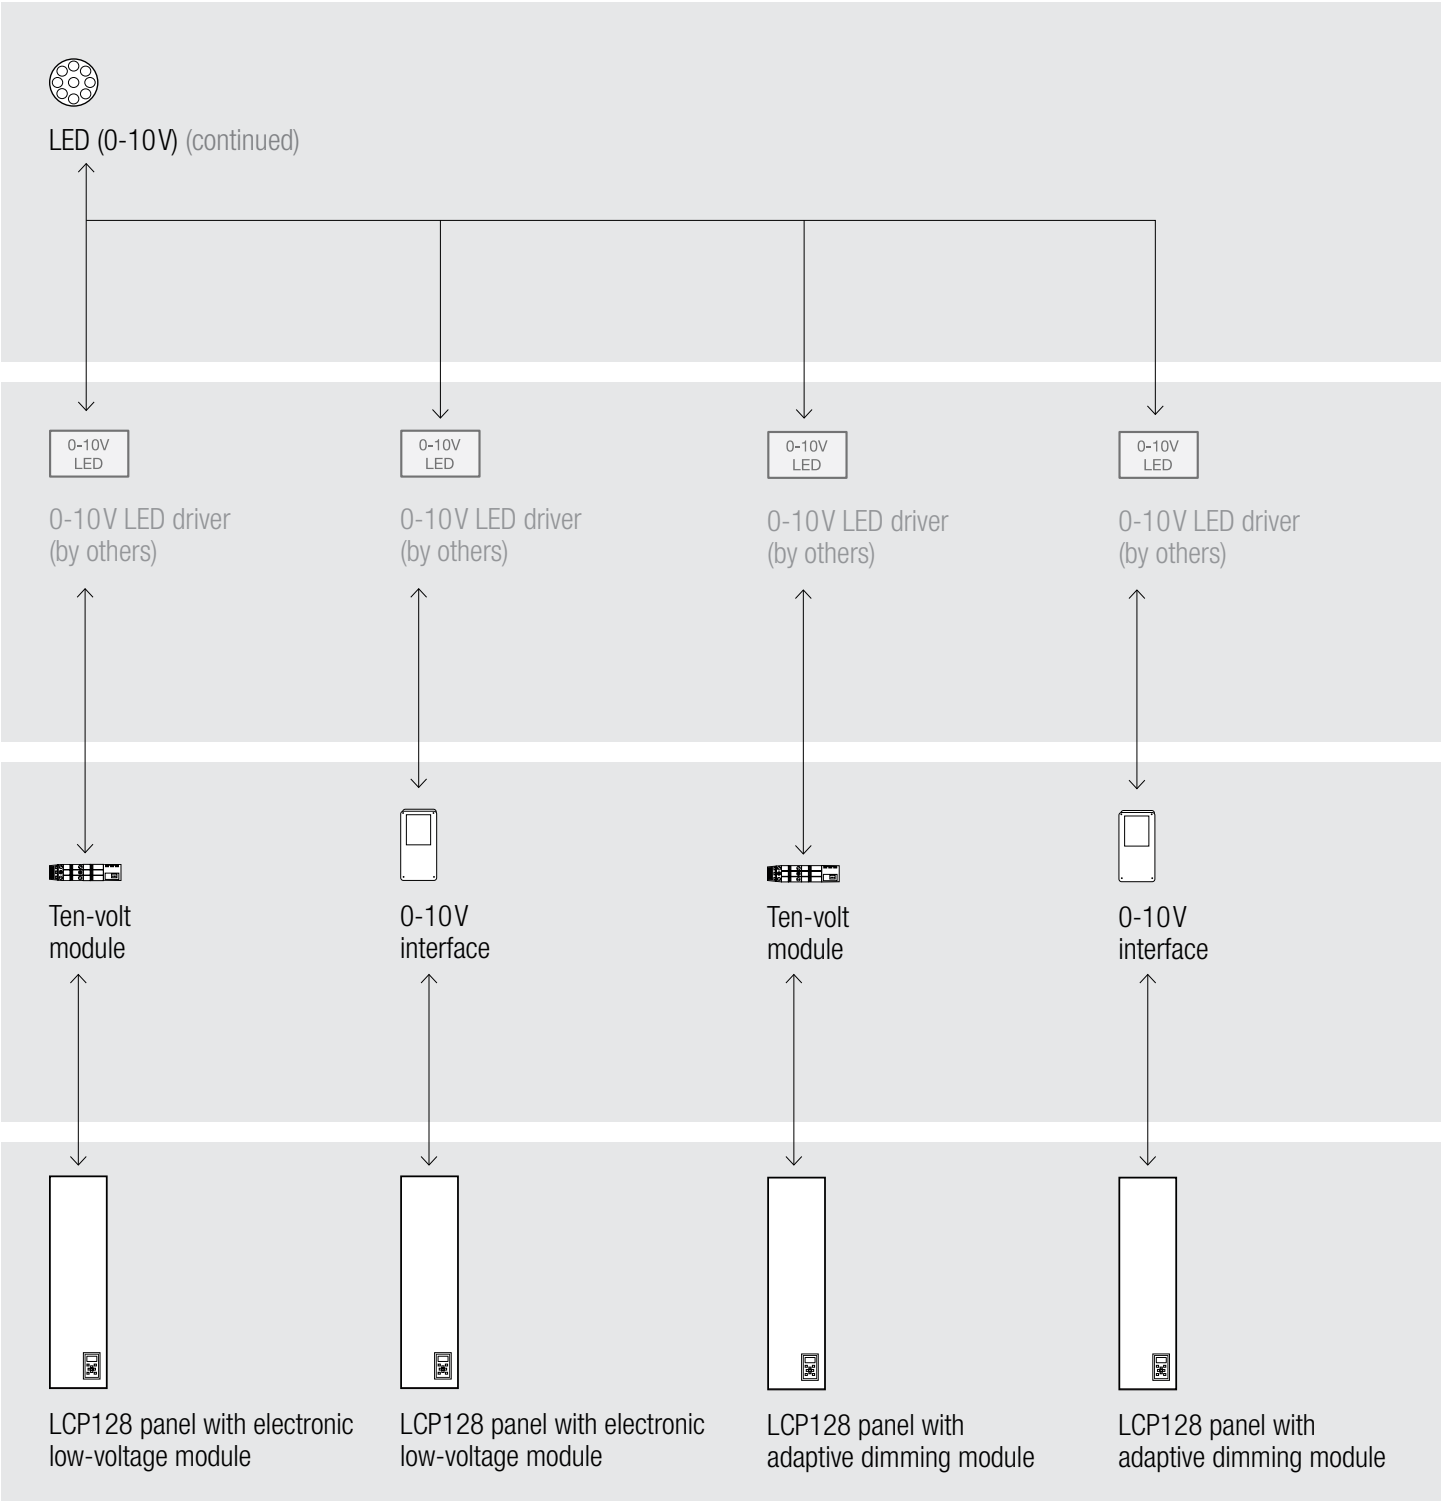 LED (0-10V) (continued)
0-10V
LED
0-10V
LED
0-10V
LED
0-10V
LED
0-10V LED driver
(by others)
0-10V LED driver
(by others)
0-10V LED driver
(by others)
0-10V LED driver
(by others)
Ten-volt
module
0-10V
interface
Ten-volt
module
0-10V
interface
LCP128 panel with electronic
low-voltage module
LCP128 panel with electronic
low-voltage module
LCP128 panel with
adaptive dimming module
LCP128 panel with
adaptive dimming module